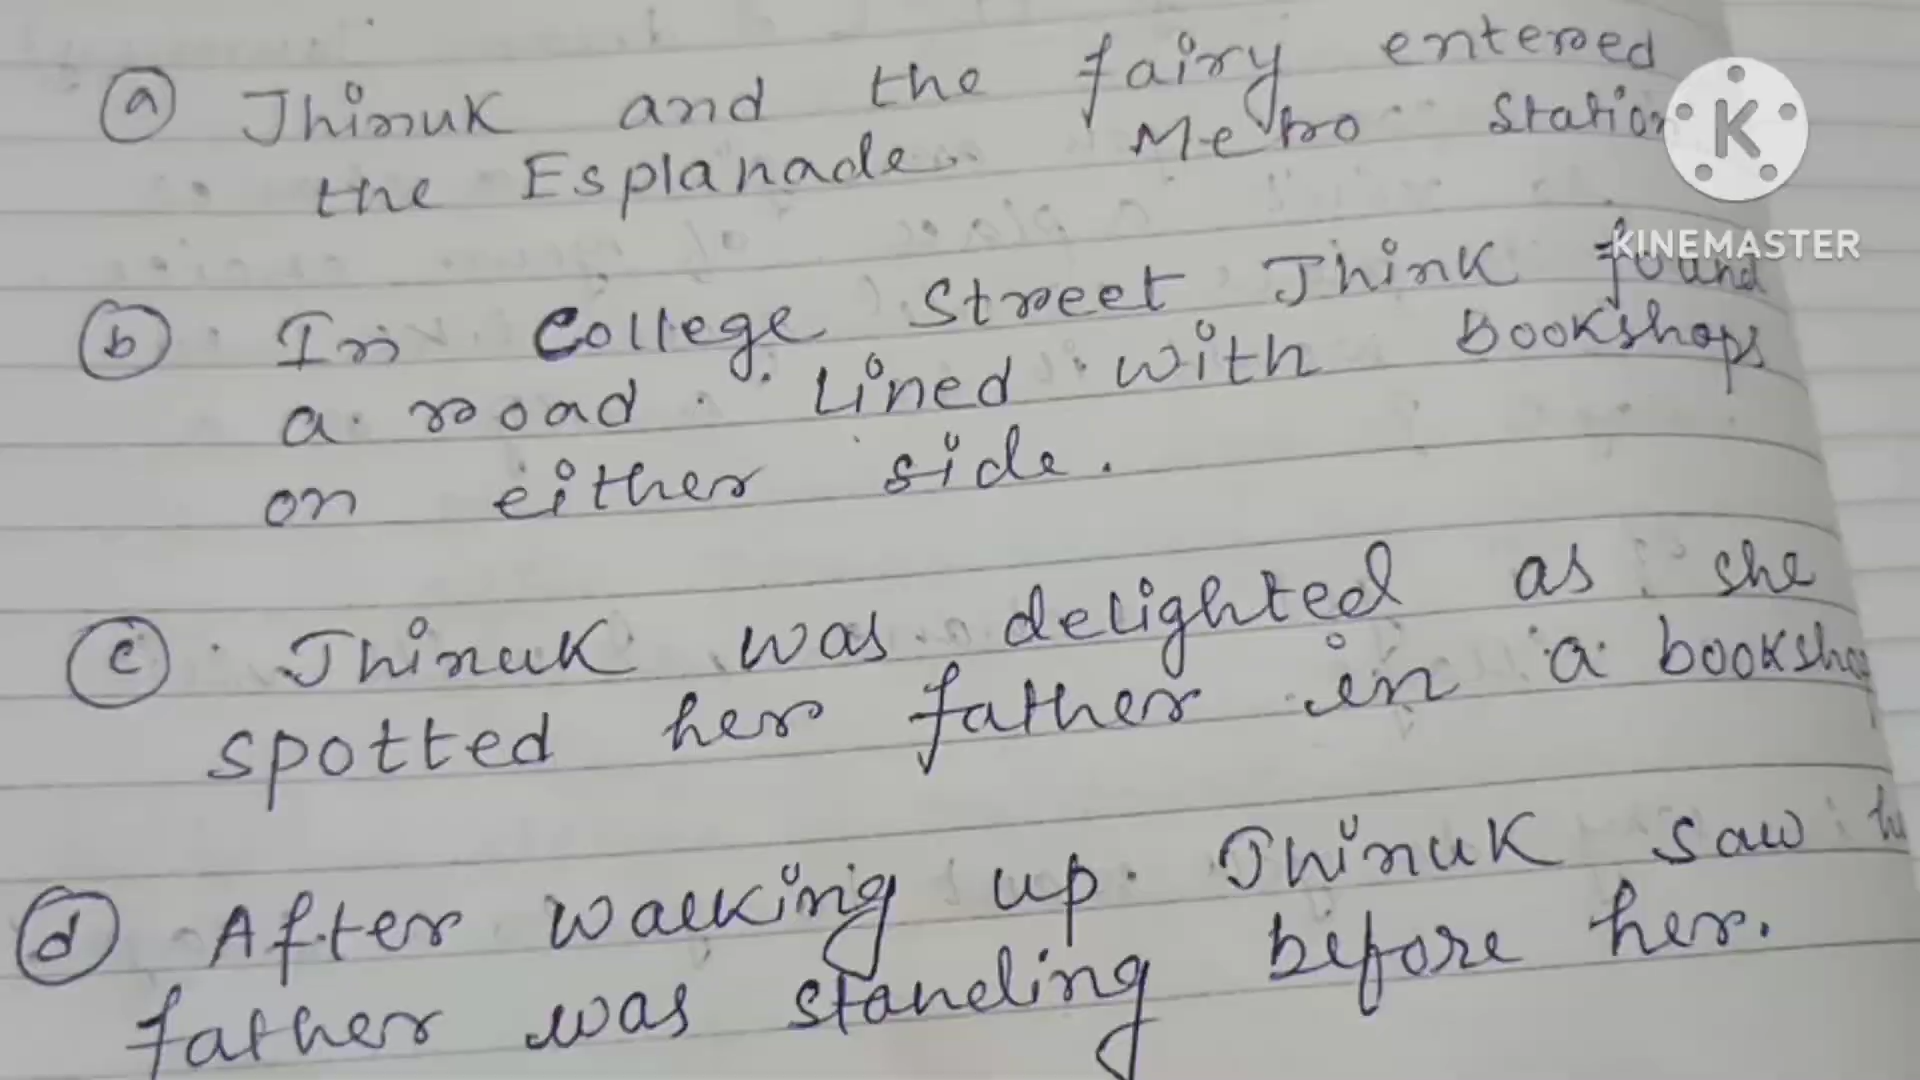 a Jhinuk and the fairy entered
the Esplanade. Metro Station
b In College Street Jhink found
a road lined with Bookshops
on either side.
c Jhinuk was delighted as she
spotted her father in a bookshop
d After walking up. Jhinuk saw
father was standing before her.
K
KINEMASTER